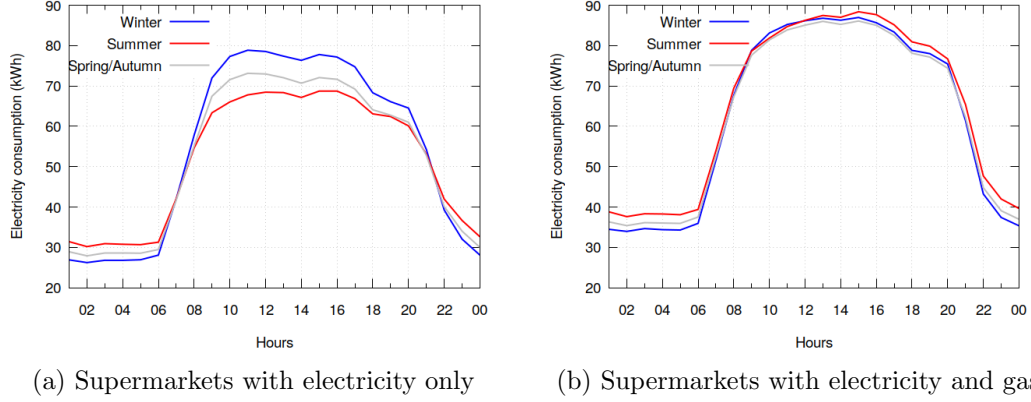 90
80
70
60
50
40
30
20
Electricity consumption (kWh)
Winter
Summer
Spring/Autumn
02 04 06 08 10 12 14 16 18 20 22 00
Hours
(a) Supermarkets with electricity only
90
80
70
60
50
40
30
20
Electricity consumption (kWh)
Winter
Summer
Spring/Autumn
02 04 06 08 10 12 14 16 18 20 22 00
Hours
(b) Supermarkets with electricity and gas